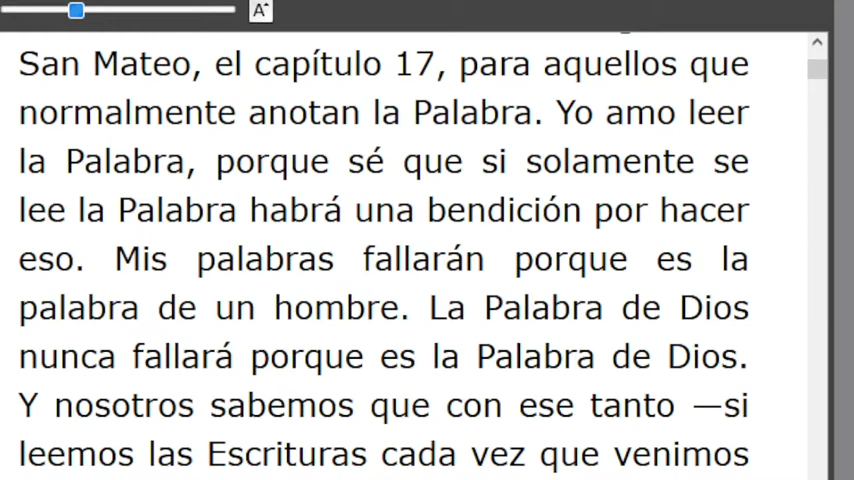 A^
San Mateo, el capítulo 17, para aquellos que
normalmente anotan la Palabra. Yo amo leer
la Palabra, porque sé que si solamente se
lee la Palabra habrá una bendición por hacer
eso. Mis palabras fallarán porque es la
palabra de un hombre. La Palabra de Dios
nunca fallará porque es la Palabra de Dios.
Y nosotros sabemos que con ese tanto —si
leemos las Escrituras cada vez que venimos